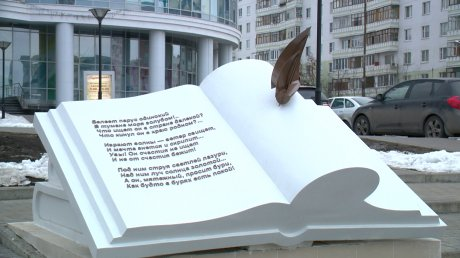 Белеет парус одинокий
В тумане моря голубом!..
Что ищет он в стране далекой?
Что кинул он в краю родном?...
Играют волны — ветер свищет,
И мачта гнется и скрыпит...
Увы! Он счастия не ищет
И не от счастия бежит!
Под ним струя светлей лазури,
Над ним луч солнца золотой...
А он, мятежный, просит бури,
Как будто в бурях есть покой!